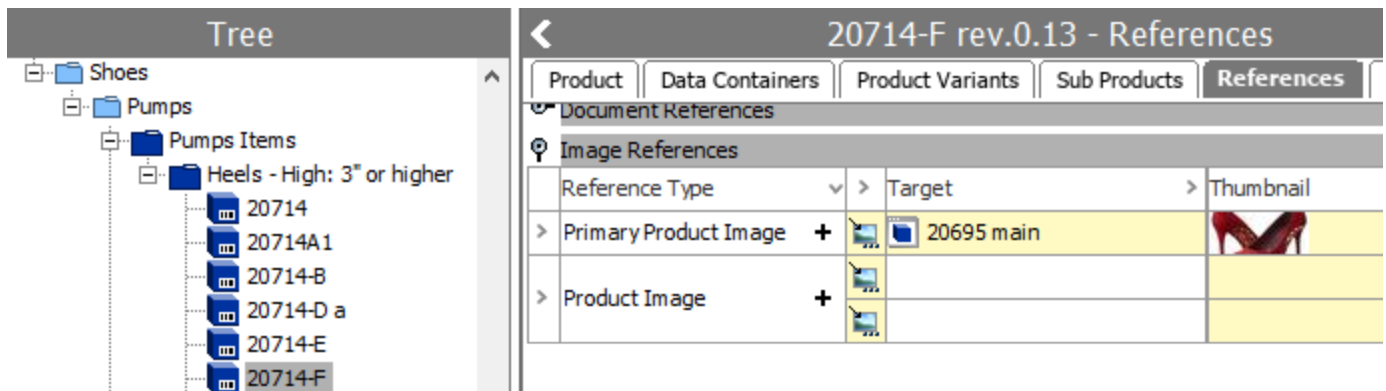 Tree
Shoes
Pumps
Pumps Items
Heels - High: 3" or higher
20714
20714A1
20714-B
20714-D a
20714-E
20714-F
20714-F rev.0.13 - References
Product Data Containers Product Variants Sub Products References
Document References
Image References
Reference Type Target Thumbnail
Primary Product Image 20695 main
Product Image